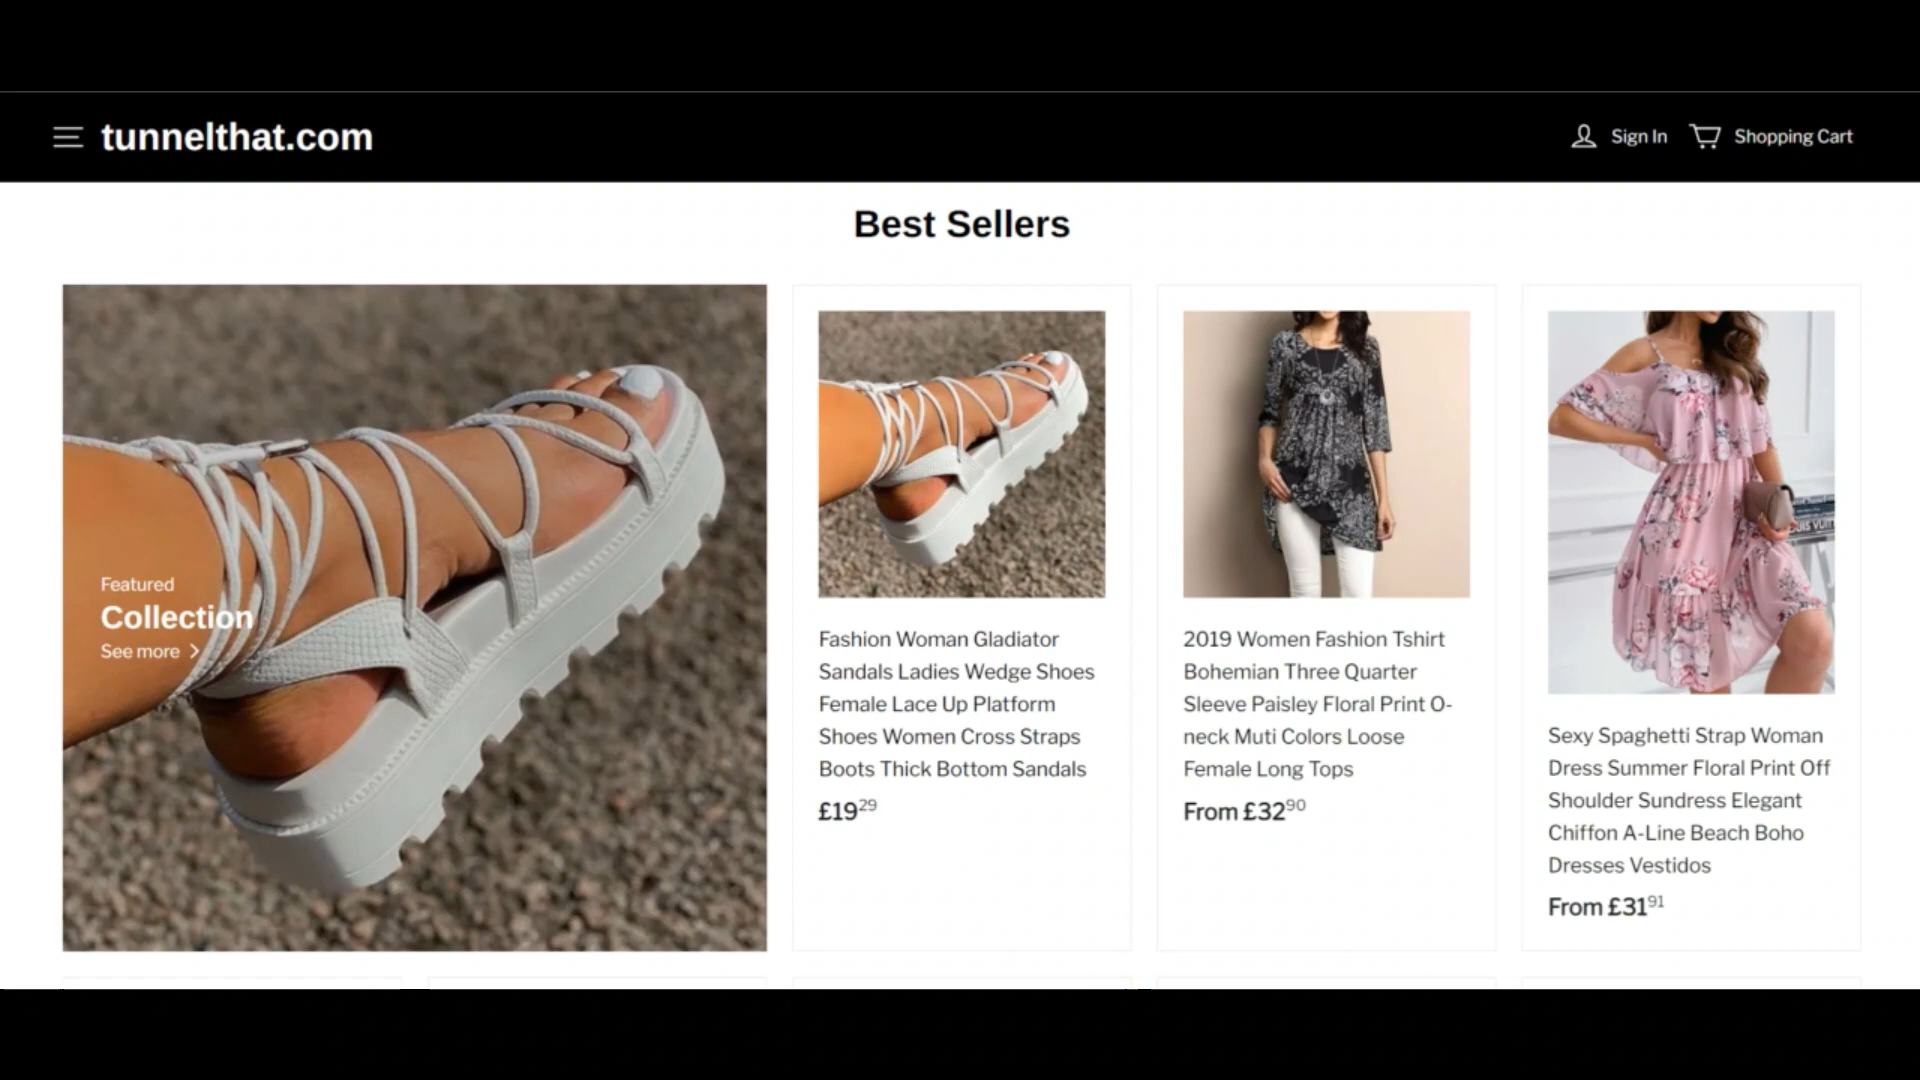 tunnelthat.com
Sign In
Shopping Cart
Best Sellers
Featured
Collection
See more
Fashion Woman Gladiator
Sandals Ladies Wedge Shoes
Female Lace Up Platform
Shoes Women Cross Straps
Boots Thick Bottom Sandals
£1929
2019 Women Fashion Tshirt
Bohemian Three Quarter
Sleeve Paisley Floral Print O-
neck Muti Colors Loose
Female Long Tops
From £3290
Sexy Spaghetti Strap Woman
Dress Summer Floral Print Off
Shoulder Sundress Elegant
Chiffon A-Line Beach Boho
Dresses Vestidos
From £3191